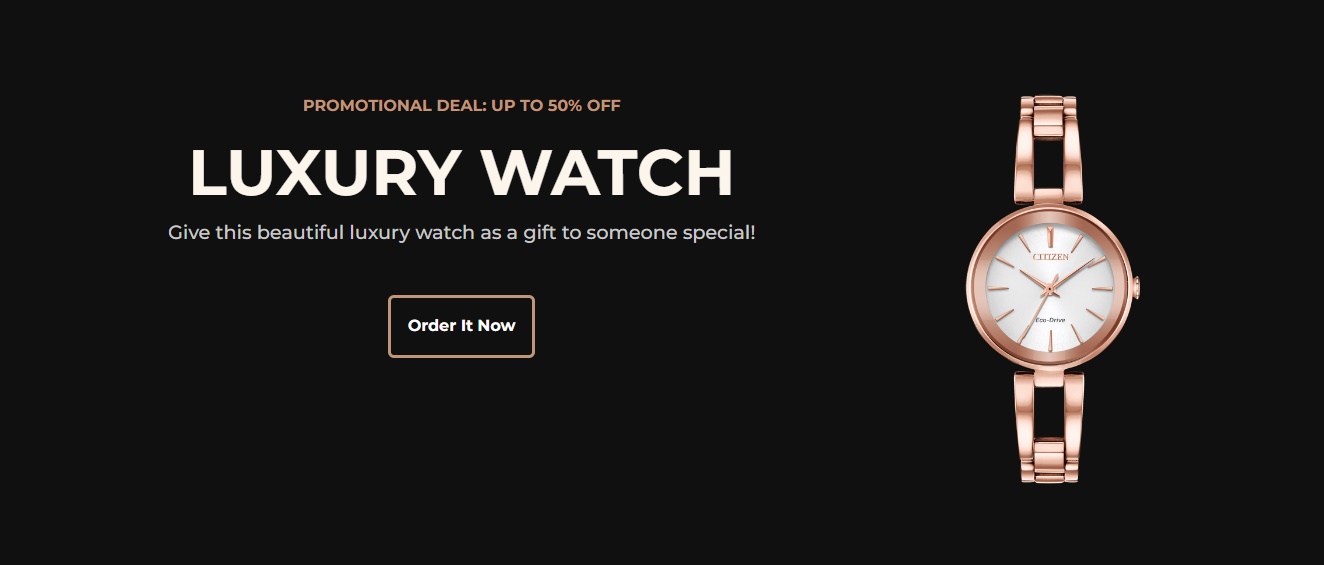 PROMOTIONAL DEAL: UP TO 50% OFF
LUXURY WATCH
Give this beautiful luxury watch as a gift to someone special!
Order It Now
CITIZEN
Eco-Drive